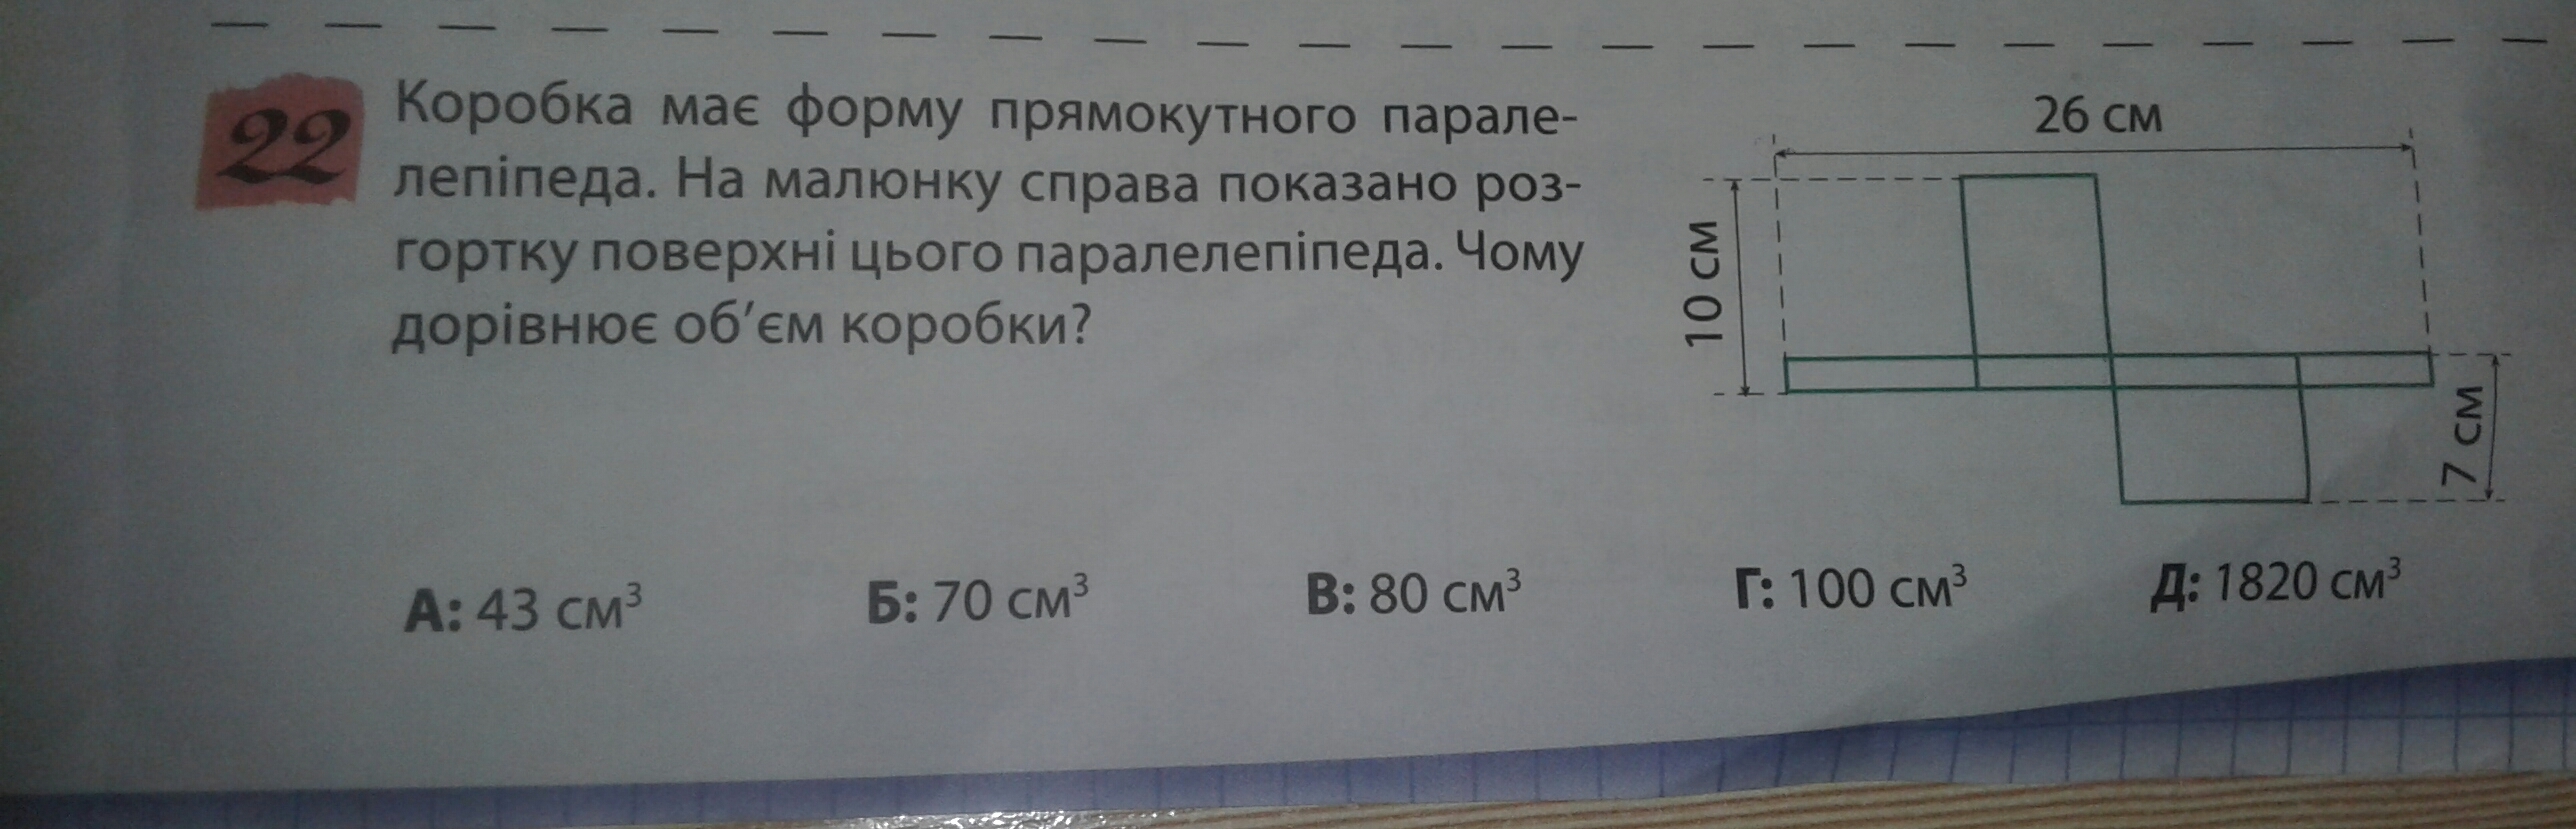 22
Коробка має форму прямокутного парале-
лепіпеда. На малюнку справа показано роз-
гортку поверхні цього паралелепіпеда. Чому
дорівнює об'єм коробки?
26 см
10 см
7 см
А: 43 см³
Б: 70 см³
В: 80 см³
Г: 100 см³
Д: 1820 см³